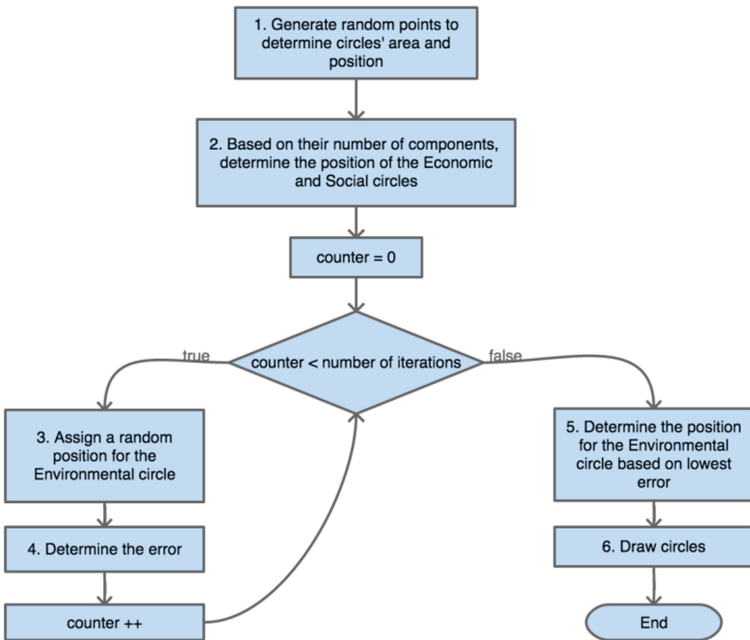 1. Generate random points to
determine circles' area and
position
2. Based on their number of components,
determine the position of the Economic
and Social circles
counter = 0
counter < number of iterations
true
false
3. Assign a random
position for the
Environmental circle
4. Determine the error
counter ++
5. Determine the position
for the Environmental
circle based on lowest
error
6. Draw circles
End